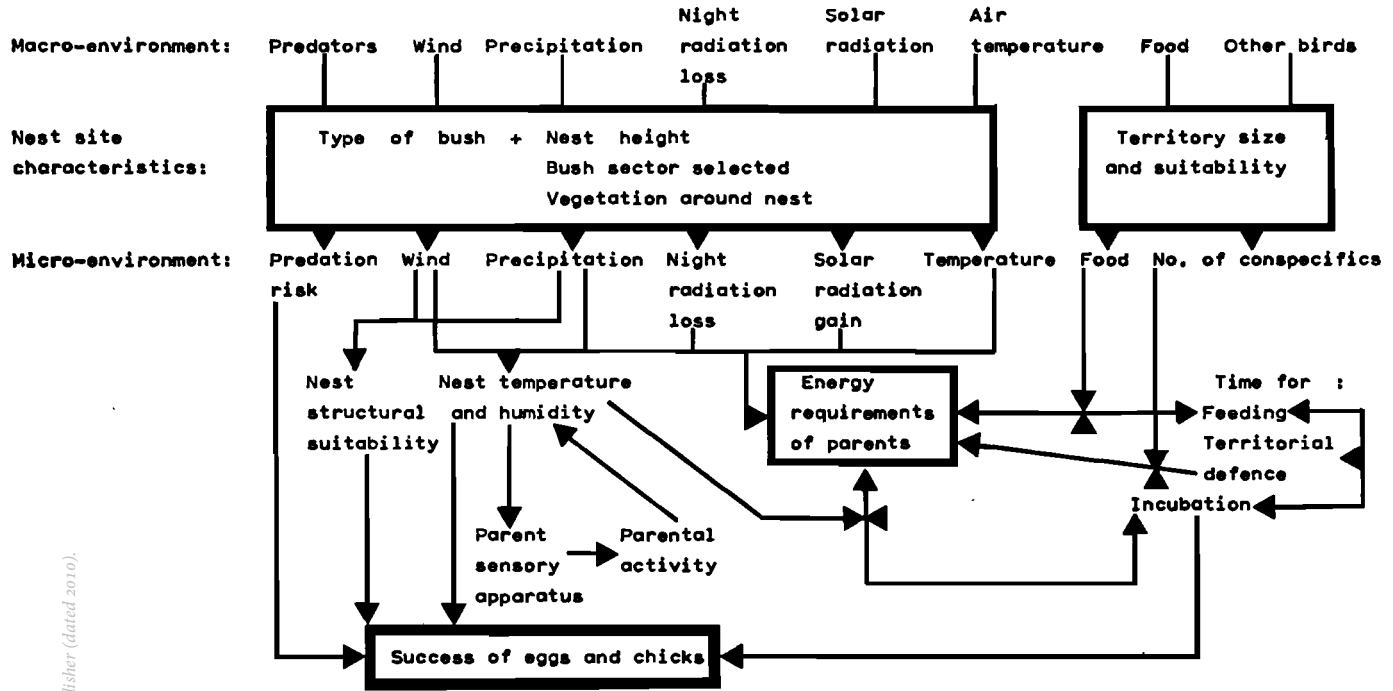 Macro-environment: Predators Wind Precipitation Night radiation loss Solar radiation Air temperature Food Other birds
Nest site characteristics:
Type of bush + Nest height
Bush sector selected
Vegetation around nest
Territory size
and suitability
Micro-environment: Predation risk Wind Precipitation Night radiation loss Solar radiation gain Temperature Food No. of conspecifics
Nest
structural
suitability
Nest temperature
and humidity
Energy
requirements
of parents
Time for :
Feeding
Territorial
defence
Incubation
Parent
sensory
apparatus
Parental
activity
Success of eggs and chicks
(dated 2010).